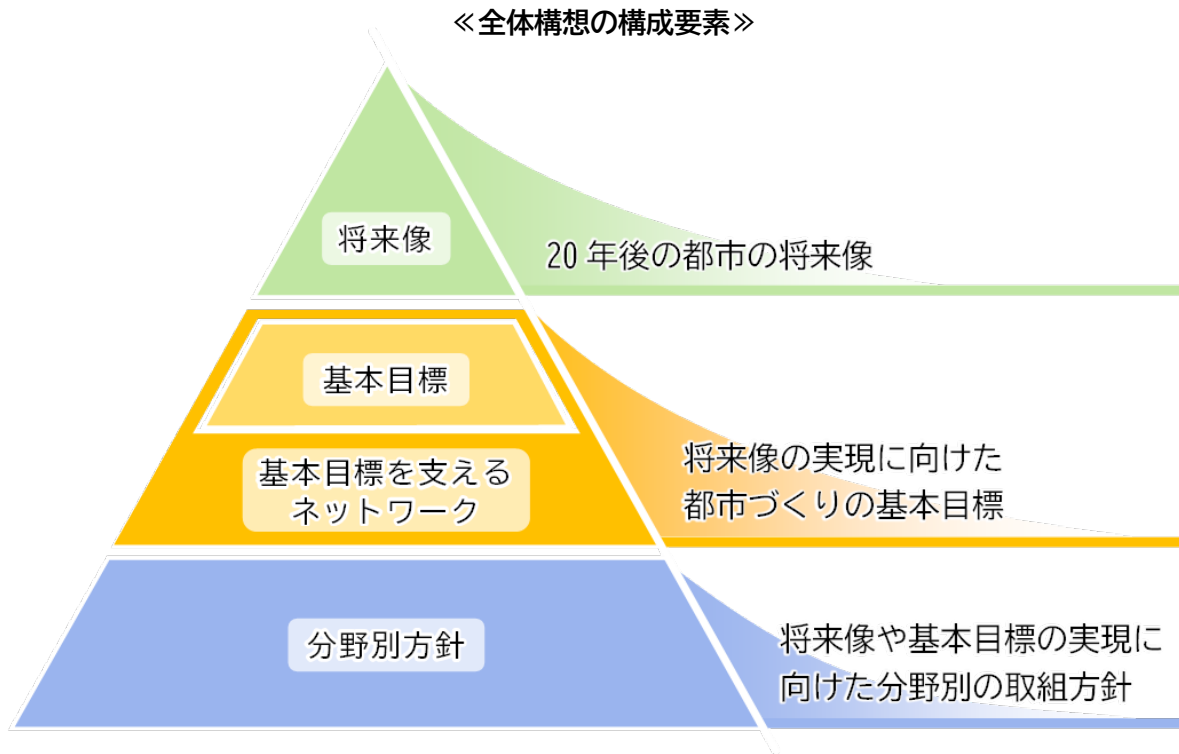 ≪全体構想の構成要素≫
将来像
20年後の都市の将来像
基本目標
基本目標を支える
ネットワーク
将来像の実現に向けた
都市づくりの基本目標
分野別方針
将来像や基本目標の実現に
向けた分野別の取組方針